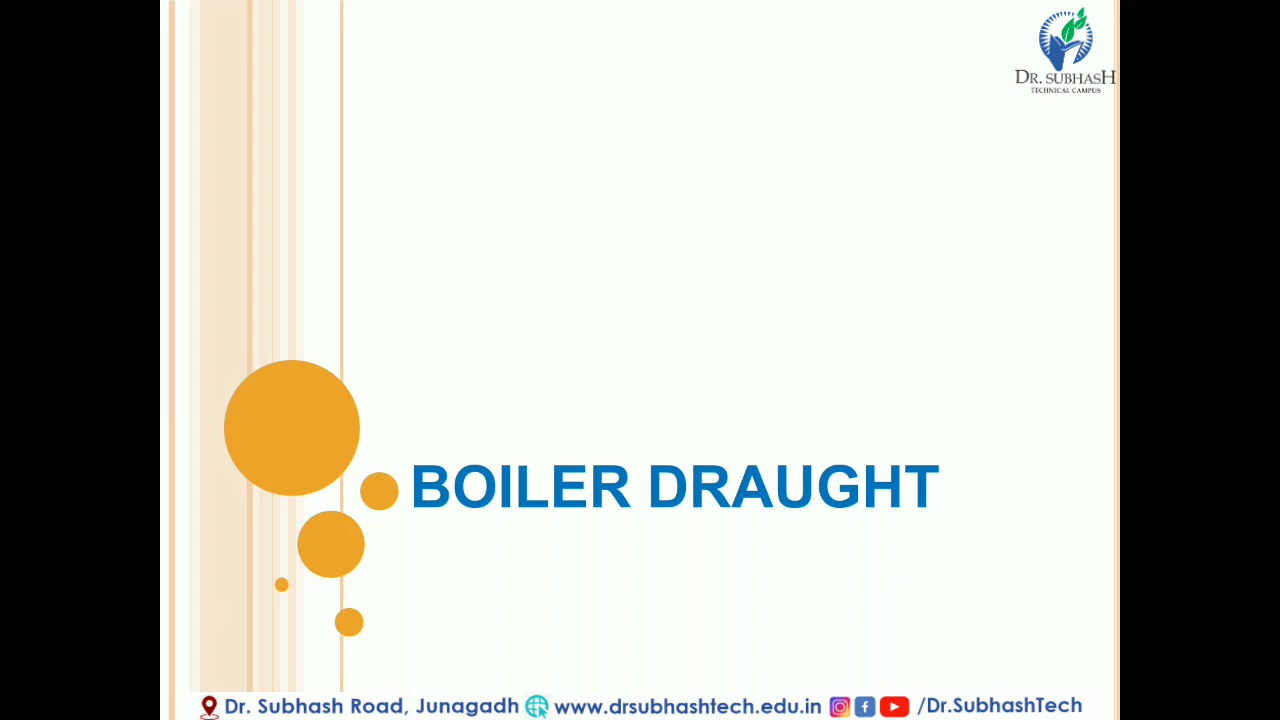 DR. SUBHASH
TECHNICAL CAMPUS
BOILER DRAUGHT
Dr. Subhash Road, Junagadh www.drsubhashtech.edu.in /Dr.SubhashTech